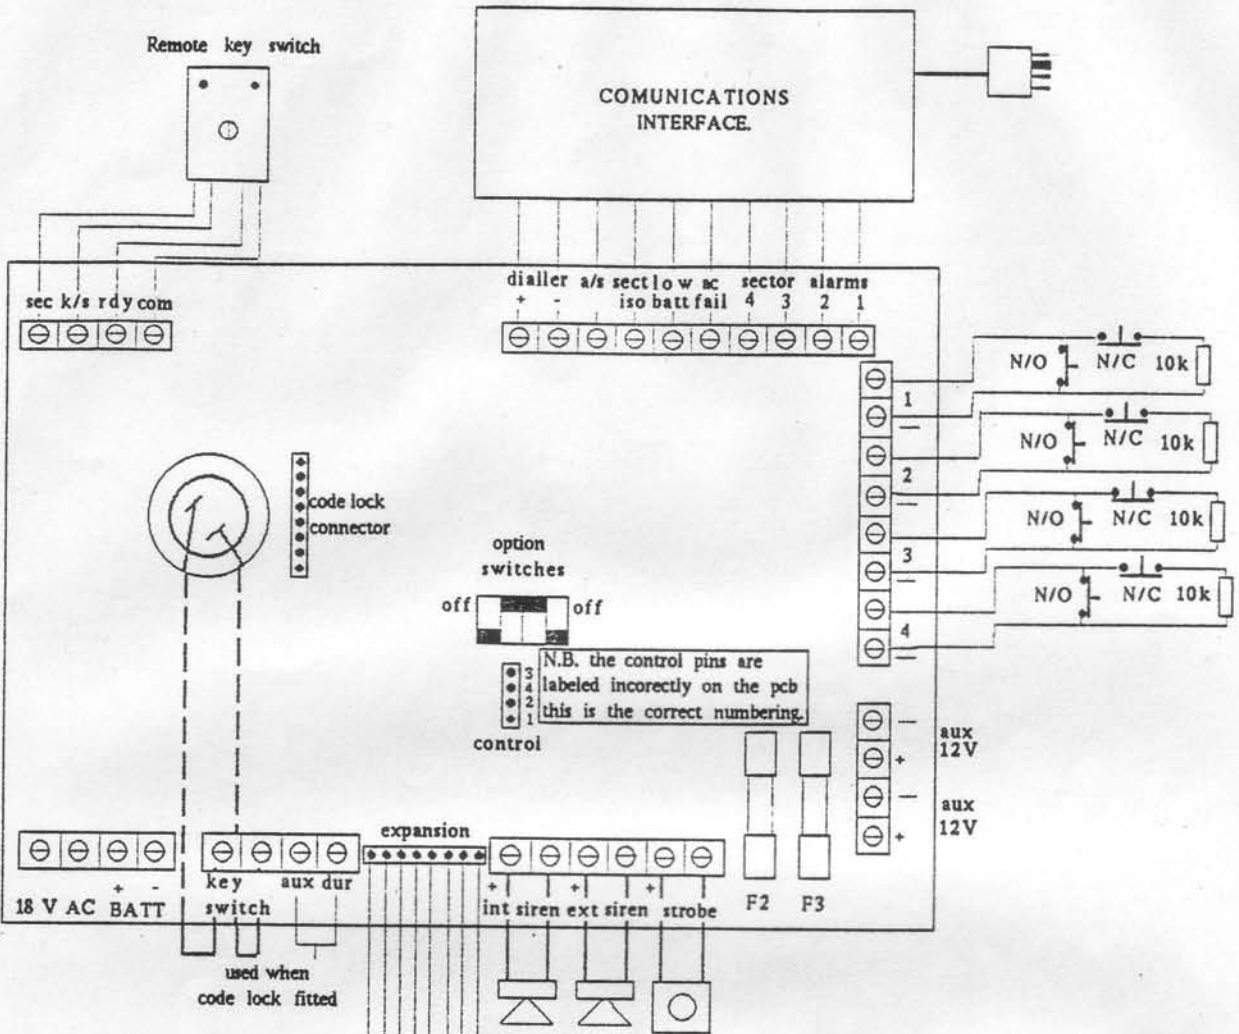 Remote key switch
COMUNICATIONS
INTERFACE.
sec k/s rdy com
dialler a/s sect low ac sector alarms
+ - iso batt fail 4 3 2 1
N/O N/C 10k
1
—
N/O N/C 10k
2
—
N/O N/C 10k
3
—
N/O N/C 10k
4
—
code lock
connector
option
switches
off off
3
4
2
1
N.B. the control pins are
labeled incorectly on the pcb
this is the correct numbering.
control
— aux
+ 12V
— aux
+ 12V
expansion
+ -
18 V AC BATT
key aux dur
switch
+ + +
int siren ext siren strobe
F2 F3
used when
code lock fitted